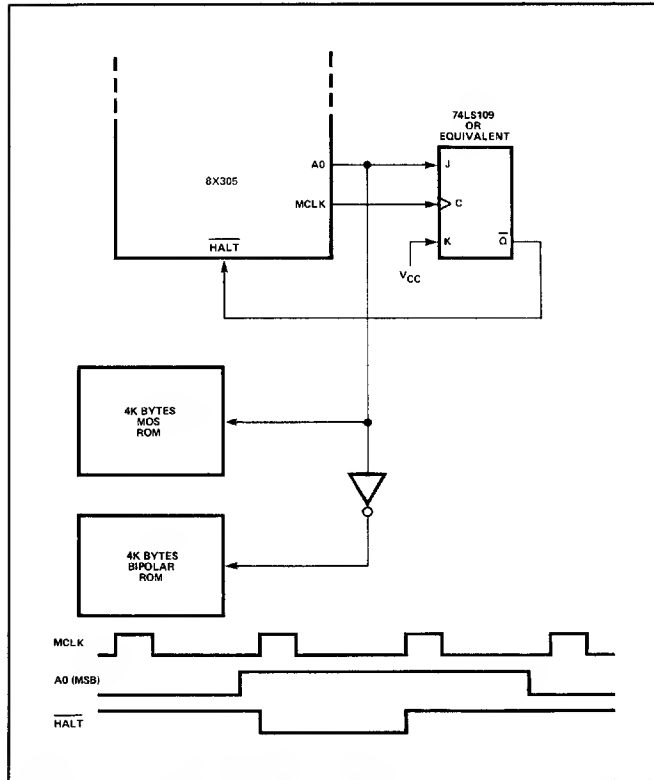 74LS109
OR
EQUIVALENT
A0
J
8X305
MCLK
C
HALT
K
Q
VCC
4K BYTES
MOS
ROM
4K BYTES
BIPOLAR
ROM
MCLK
A0 (MSB)
HALT